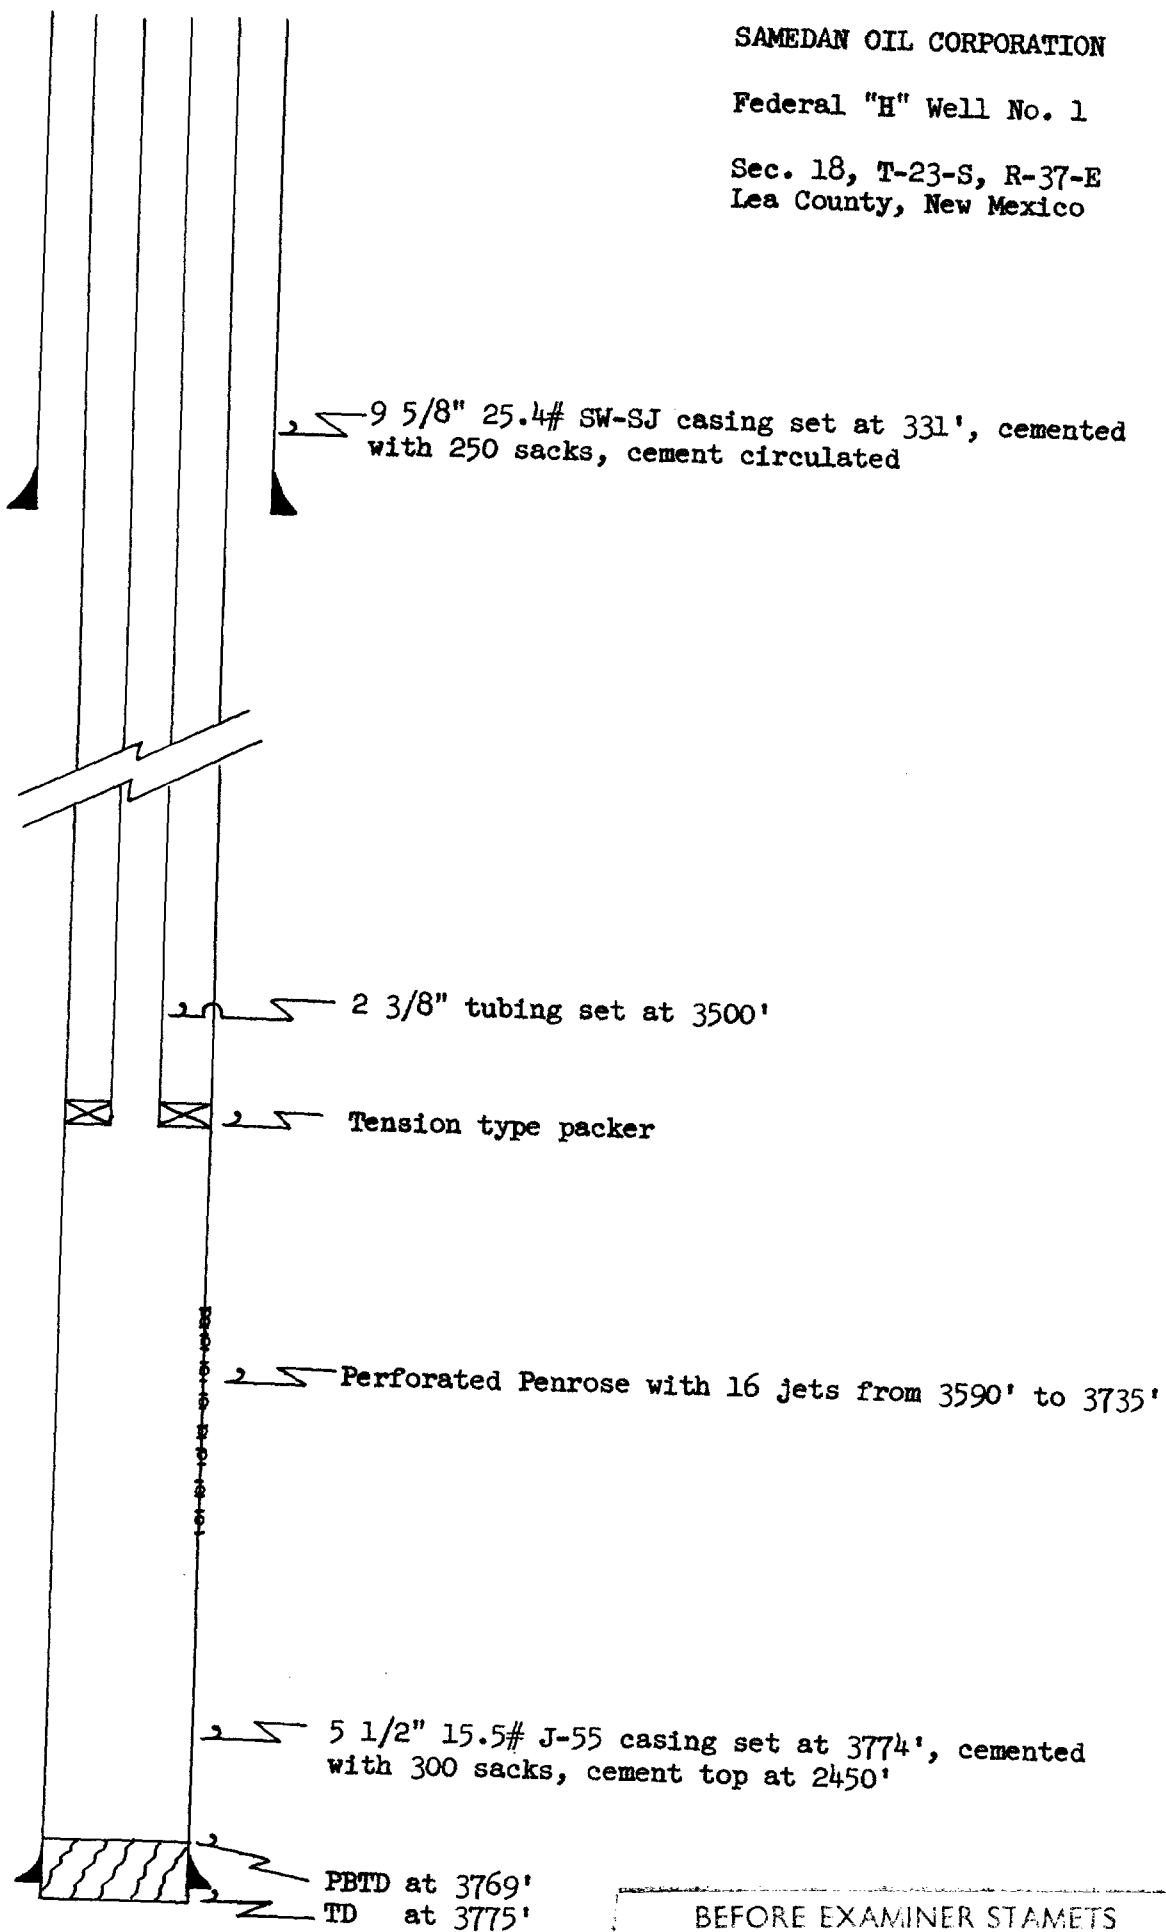 SAMEDAN OIL CORPORATION
Federal "H" Well No. 1
Sec. 18, T-23-S, R-37-E
Lea County, New Mexico
9 5/8" 25.4# SW-SJ casing set at 331', cemented
with 250 sacks, cement circulated
2 3/8" tubing set at 3500'
Tension type packer
Perforated Penrose with 16 jets from 3590' to 3735'
5 1/2" 15.5# J-55 casing set at 3774', cemented
with 300 sacks, cement top at 2450'
PBTD at 3769'
TD at 3775'
BEFORE EXAMINER STAMETS